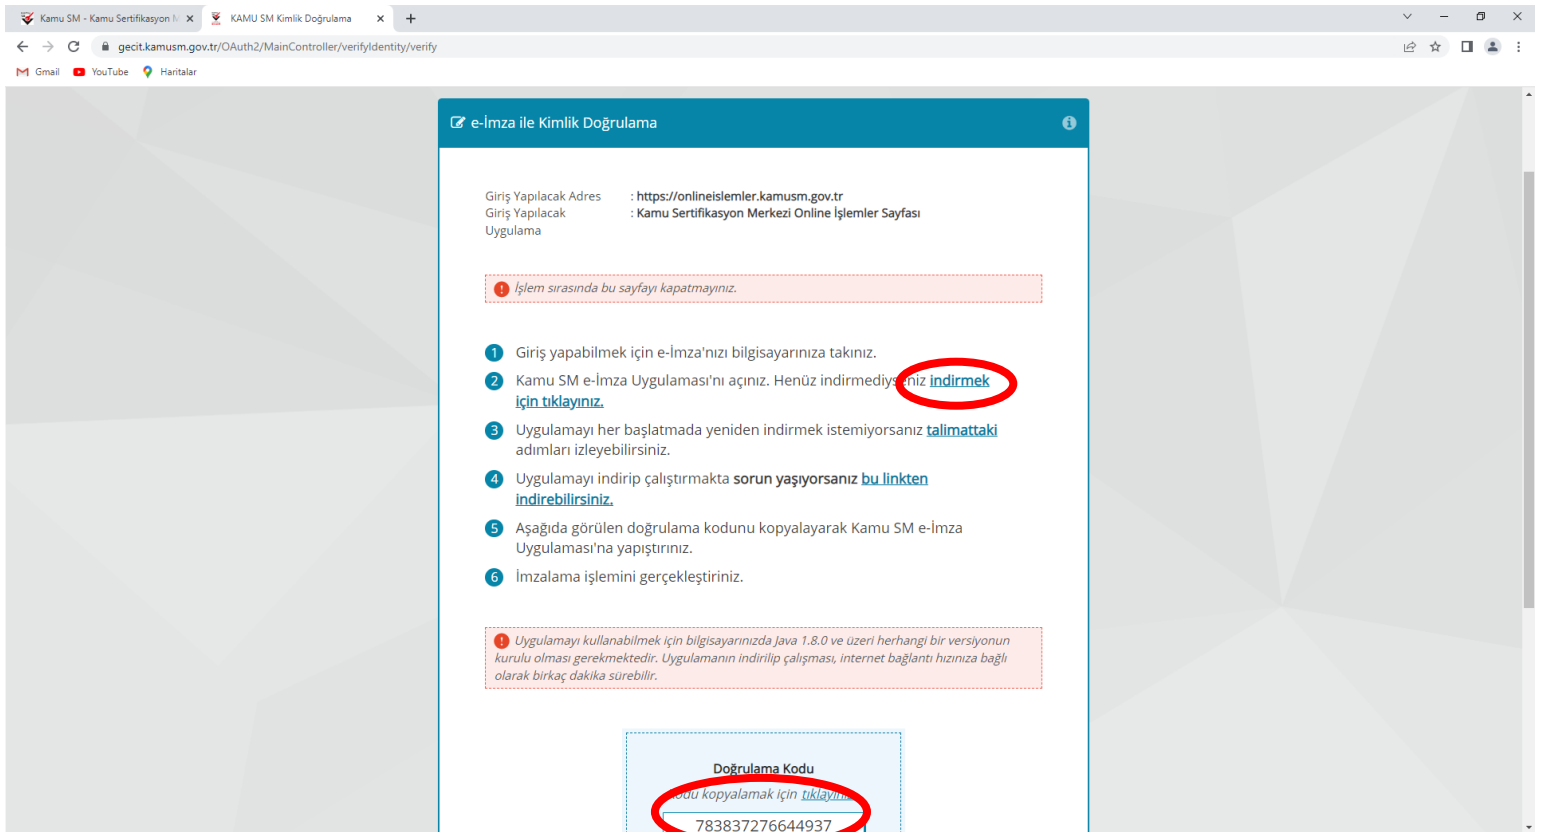 Kamu SM - Kamu Sertifikasyon M
KAMU SM Kimlik Doğrulama
gecit.kamusm.gov.tr/OAuth2/MainController/verifyIdentity/verify
Gmail YouTube Haritalar
e-İmza ile Kimlik Doğrulama
Giriş Yapılacak Adres : https://onlineislemler.kamusm.gov.tr
Giriş Yapılacak : Kamu Sertifikasyon Merkezi Online İşlemler Sayfası
Uygulama
İşlem sırasında bu sayfayı kapatmayınız.
1 Giriş yapabilmek için e-İmza'nızı bilgisayarınıza takınız.
2 Kamu SM e-İmza Uygulaması'nı açınız. Henüz indirmediyseniz indirmek
için tıklayınız.
3 Uygulamayı her başlatmada yeniden indirmek istemiyorsanız talimattaki
adımları izleyebilirsiniz.
4 Uygulamayı indirip çalıştırmakta sorun yaşıyorsanız bu linkten
indirebilirsiniz.
5 Aşağıda görülen doğrulama kodunu kopyalayarak Kamu SM e-İmza
Uygulaması'na yapıştırınız.
6 İmzalama işlemini gerçekleştiriniz.
Uygulamayı kullanabilmek için bilgisayarınızda Java 1.8.0 ve üzeri herhangi bir versiyonun
kurulu olması gerekmektedir. Uygulamanın indirilip çalışması, internet bağlantı hızınıza bağlı
olarak birkaç dakika sürebilir.
Doğrulama Kodu
Kodu kopyalamak için tıklayınız
783837276644937